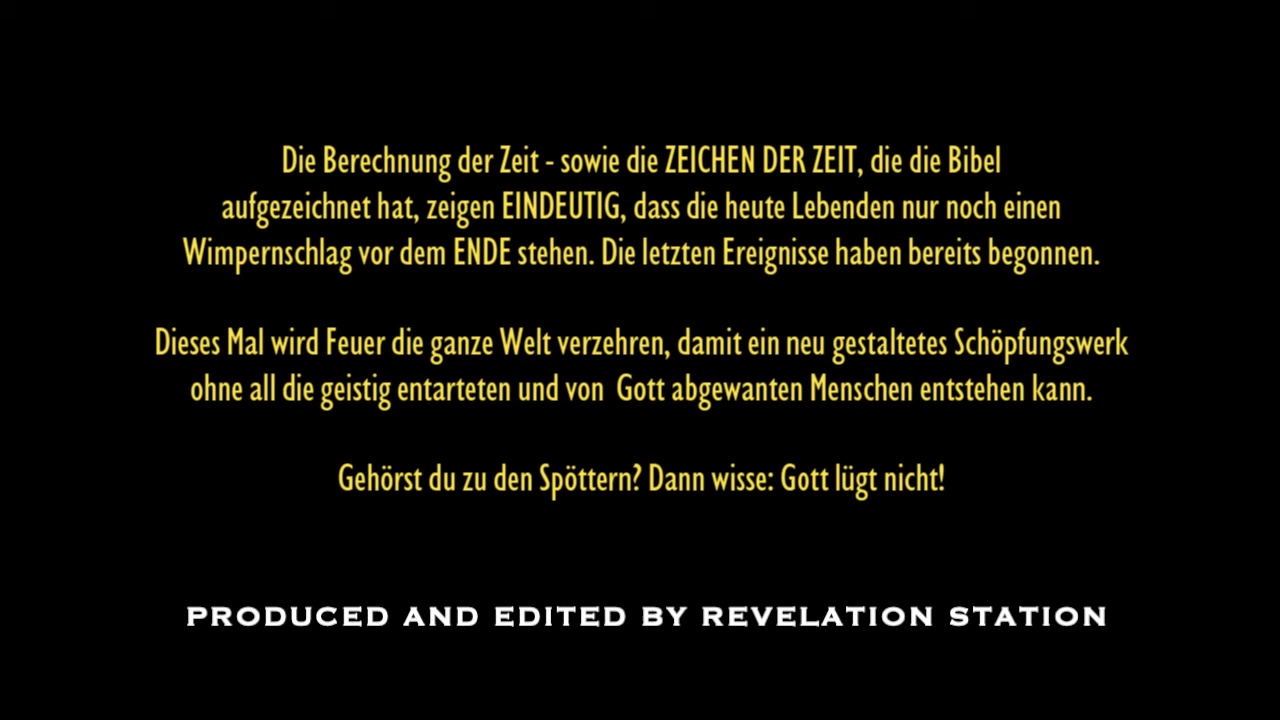 Die Berechnung der Zeit - sowie die ZEICHEN DER ZEIT, die die Bibel
aufgezeichnet hat, zeigen EINDEUTIG, dass die heute Lebenden nur noch einen
Wimpernschlag vor dem ENDE stehen. Die letzten Ereignisse haben bereits begonnen.
Dieses Mal wird Feuer die ganze Welt verzehren, damit ein neu gestaltetes Schöpfungswerk
ohne all die geistig entarteten und von Gott abgewanten Menschen entstehen kann.
Gehörst du zu den Spöttern? Dann wisse: Gott lügt nicht!
PRODUCED AND EDITED BY REVELATION STATION